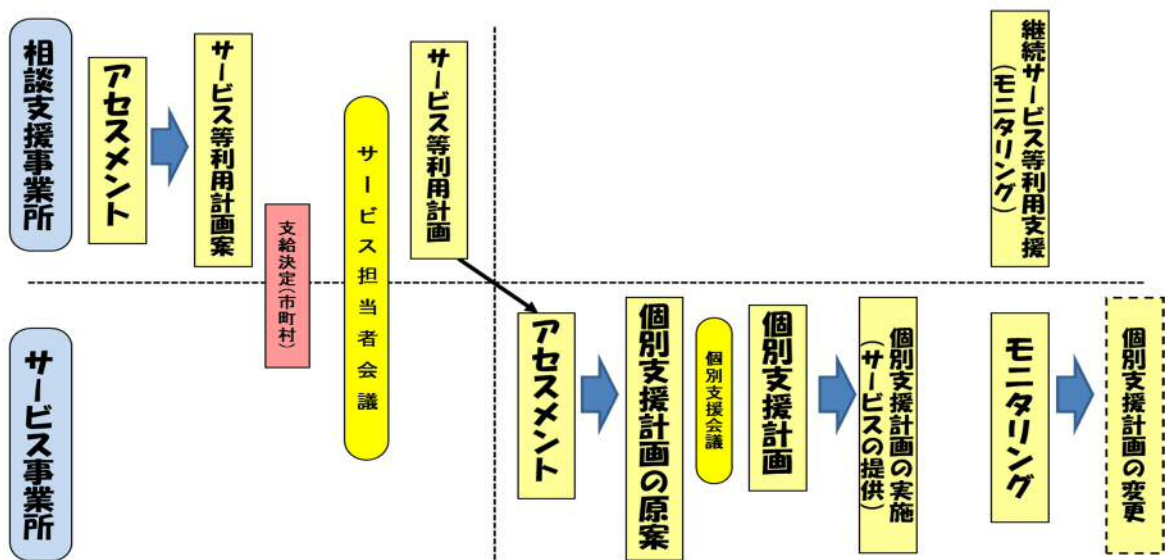 相談支援事業所
アセスメント
サービス等利用計画案
支給決定(市町村)
サービス担当者会議
サービス等利用計画
継続サービス等利用支援
(モニタリング)
サービス事業所
アセスメント
個別支援計画の原案
個別支援会議
個別支援計画
個別支援計画の実施
(サービスの提供)
モニタリング
個別支援計画の変更